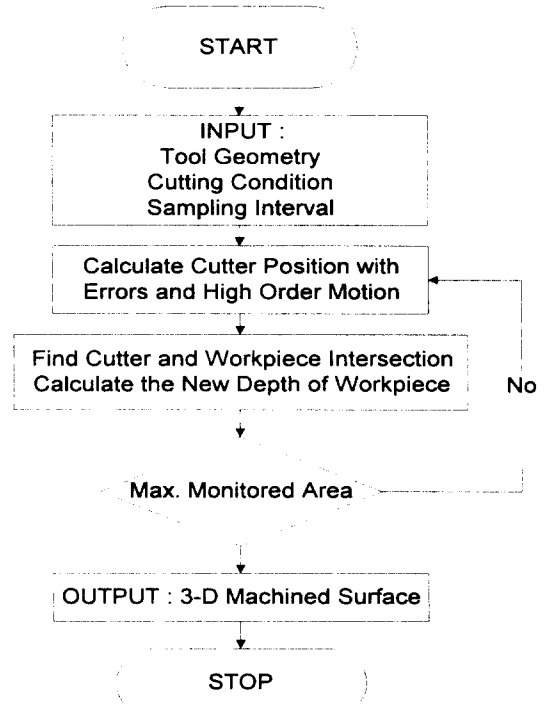 START
INPUT :
Tool Geometry
Cutting Condition
Sampling Interval
Calculate Cutter Position with
Errors and High Order Motion
Find Cutter and Workpiece Intersection
Calculate the New Depth of Workpiece
No
Max. Monitored Area
OUTPUT : 3-D Machined Surface
STOP